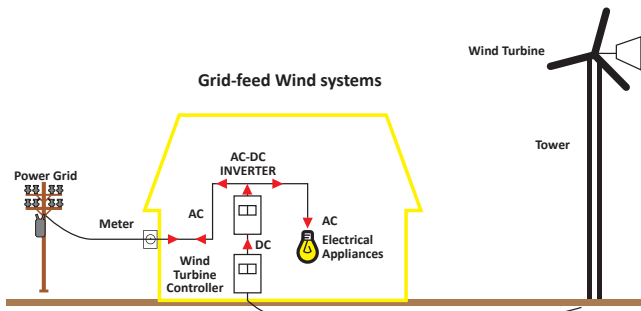 Wind Turbine
Grid-feed Wind systems
Tower
AC-DC
INVERTER
Power Grid
Meter
AC
AC
Electrical
Appliances
DC
Wind
Turbine
Controller